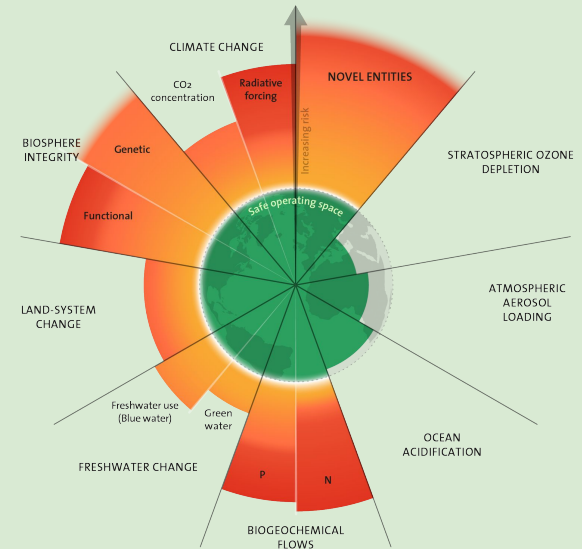 CLIMATE CHANGE
CO2
concentration
Radiative
forcing
NOVEL ENTITIES
Increasing risk
BIOSPHERE
INTEGRITY
Genetic
Functional
STRATOSPHERIC OZONE
DEPLETION
Safe operating space
LAND-SYSTEM
CHANGE
ATMOSPHERIC
AEROSOL
LOADING
Freshwater use
(Blue water)
Green
water
FRESHWATER CHANGE
OCEAN
ACIDIFICATION
P
N
BIOGEOCHEMICAL
FLOWS